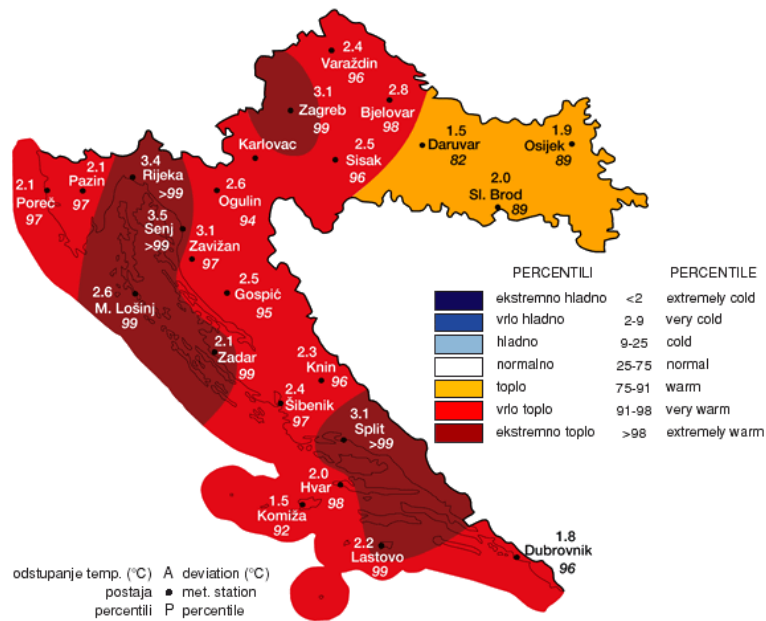 2.4
Varaždin
96
3.1
Zagreb
99
2.8
Bjelovar
98
Karlovac
2.5
Sisak
96
1.5
Daruvar
82
1.9
Osijek
89
2.0
Sl. Brod
89
2.1
Poreč
97
2.1
Pazin
97
3.4
Rijeka
>99
2.6
Ogulin
94
3.5
Senj
>99
3.1
Zavižan
97
2.6
M. Lošinj
99
2.5
Gospić
95
2.1
Zadar
99
2.3
Knin
96
2.4
Šibenik
97
3.1
Split
>99
2.0
Hvar
98
1.5
Komiža
92
2.2
Lastovo
99
1.8
Dubrovnik
96
PERCENTILI PERCENTILE
ekstremno hladno <2 extremely cold
vrlo hladno 2-9 very cold
hladno 9-25 cold
normalno 25-75 normal
toplo 75-91 warm
vrlo toplo 91-98 very warm
ekstremno toplo >98 extremely warm
odstupanje temp. (°C) A deviation (°C)
postaja met. station
percentili P percentile